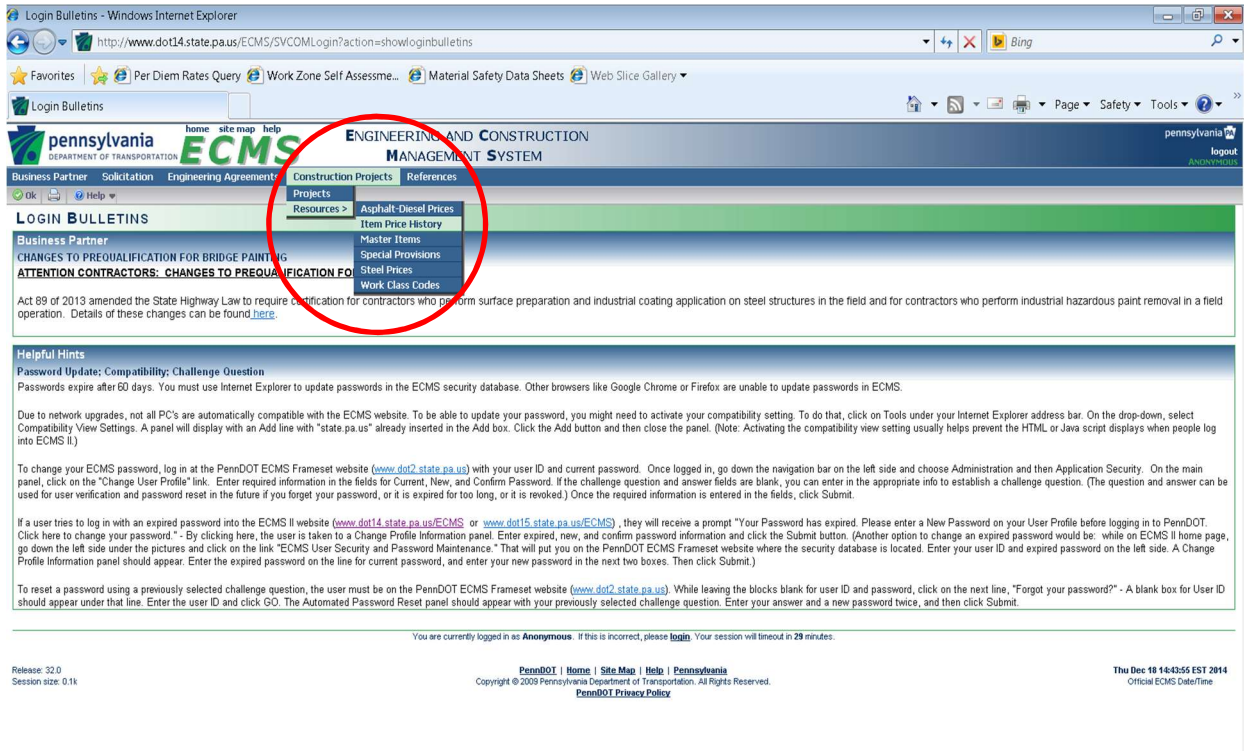 Login Bulletins - Windows Internet Explorer
http://www.dot14.state.pa.us/ECMS/SVCOMLogin?action=showloginbulletins
Bing
Favorites Per Diem Rates Query Work Zone Self Assessme... Material Safety Data Sheets Web Slice Gallery
Login Bulletins
Page Safety Tools
home site map help
pennsylvania
DEPARTMENT OF TRANSPORTATION
ECMS
ENGINEERING AND CONSTRUCTION
MANAGEMENT SYSTEM
pennsylvania PA
logout
ANONYMOUS
Business Partner Solicitation Engineering Agreements Construction Projects References
Ok Help
Projects
Resources >
Asphalt-Diesel Prices
Item Price History
Master Items
Special Provisions
Steel Prices
Work Class Codes
LOGIN BULLETINS
Business Partner
CHANGES TO PREQUALIFICATION FOR BRIDGE PAINTING
ATTENTION CONTRACTORS: CHANGES TO PREQUALIFICATION FO
Act 89 of 2013 amended the State Highway Law to require certification for contractors who perform surface preparation and industrial coating application on steel structures in the field and for contractors who perform industrial hazardous paint removal in a field
operation. Details of these changes can be found here.
Helpful Hints
Password Update; Compatibility; Challenge Question
Passwords expire after 60 days. You must use Internet Explorer to update passwords in the ECMS security database. Other browsers like Google Chrome or Firefox are unable to update passwords in ECMS.
Due to network upgrades, not all PC's are automatically compatible with the ECMS website. To be able to update your password, you might need to activate your compatibility setting. To do that, click on Tools under your Internet Explorer address bar. On the drop-down, select
Compatibility View Settings. A panel will display with an Add line with "state.pa.us" already inserted in the Add box. Click the Add button and then close the panel. (Note: Activating the compatibility view setting usually helps prevent the HTML or Java script displays when people log
into ECMS II.)
To change your ECMS password, log in at the PennDOT ECMS Frameset website (www.dot2.state.pa.us) with your user ID and current password. Once logged in, go down the navigation bar on the left side and choose Administration and then Application Security. On the main
panel, click on the "Change User Profile" link. Enter required information in the fields for Current, New, and Confirm Password. If the challenge question and answer fields are blank, you can enter in the appropriate info to establish a challenge question. (The question and answer can be
used for user verification and password reset in the future if you forget your password, or it is expired for too long, or it is revoked.) Once the required information is entered in the fields, click Submit.
If a user tries to log in with an expired password into the ECMS II website (www.dot14.state.pa.us/ECMS or www.dot15.state.pa.us/ECMS) , they will receive a prompt "Your Password has expired. Please enter a New Password on your User Profile before logging in to PennDOT.
Click here to change your password." - By clicking here, the user is taken to a Change Profile Information panel. Enter expired, new, and confirm password information and click the Submit button. (Another option to change an expired password would be: while on ECMS II home page,
go down the left side under the pictures and click on the link "ECMS User Security and Password Maintenance." That will put you on the PennDOT ECMS Frameset website where the security database is located. Enter your user ID and expired password on the left side. A Change
Profile Information panel should appear. Enter the expired password on the line for current password, and enter your new password in the next two boxes. Then click Submit.)
To reset a password using a previously selected challenge question, the user must be on the PennDOT ECMS Frameset website (www.dot2.state.pa.us). While leaving the blocks blank for user ID and password, click on the next line, "Forgot your password?" - A blank box for User ID
should appear under that line. Enter the user ID and click GO. The Automated Password Reset panel should appear with your previously selected challenge question. Enter your answer and a new password twice, and then click Submit.
You are currently logged in as Anonymous. If this is incorrect, please login. Your session will timeout in 29 minutes.
Release: 32.0
Session size: 0.1k
PennDOT | Home | Site Map | Help | Pennsylvania
Copyright © 2009 Pennsylvania Department of Transportation. All Rights Reserved.
PennDOT Privacy Policy
Thu Dec 18 14:43:55 EST 2014
Official ECMS Date/Time